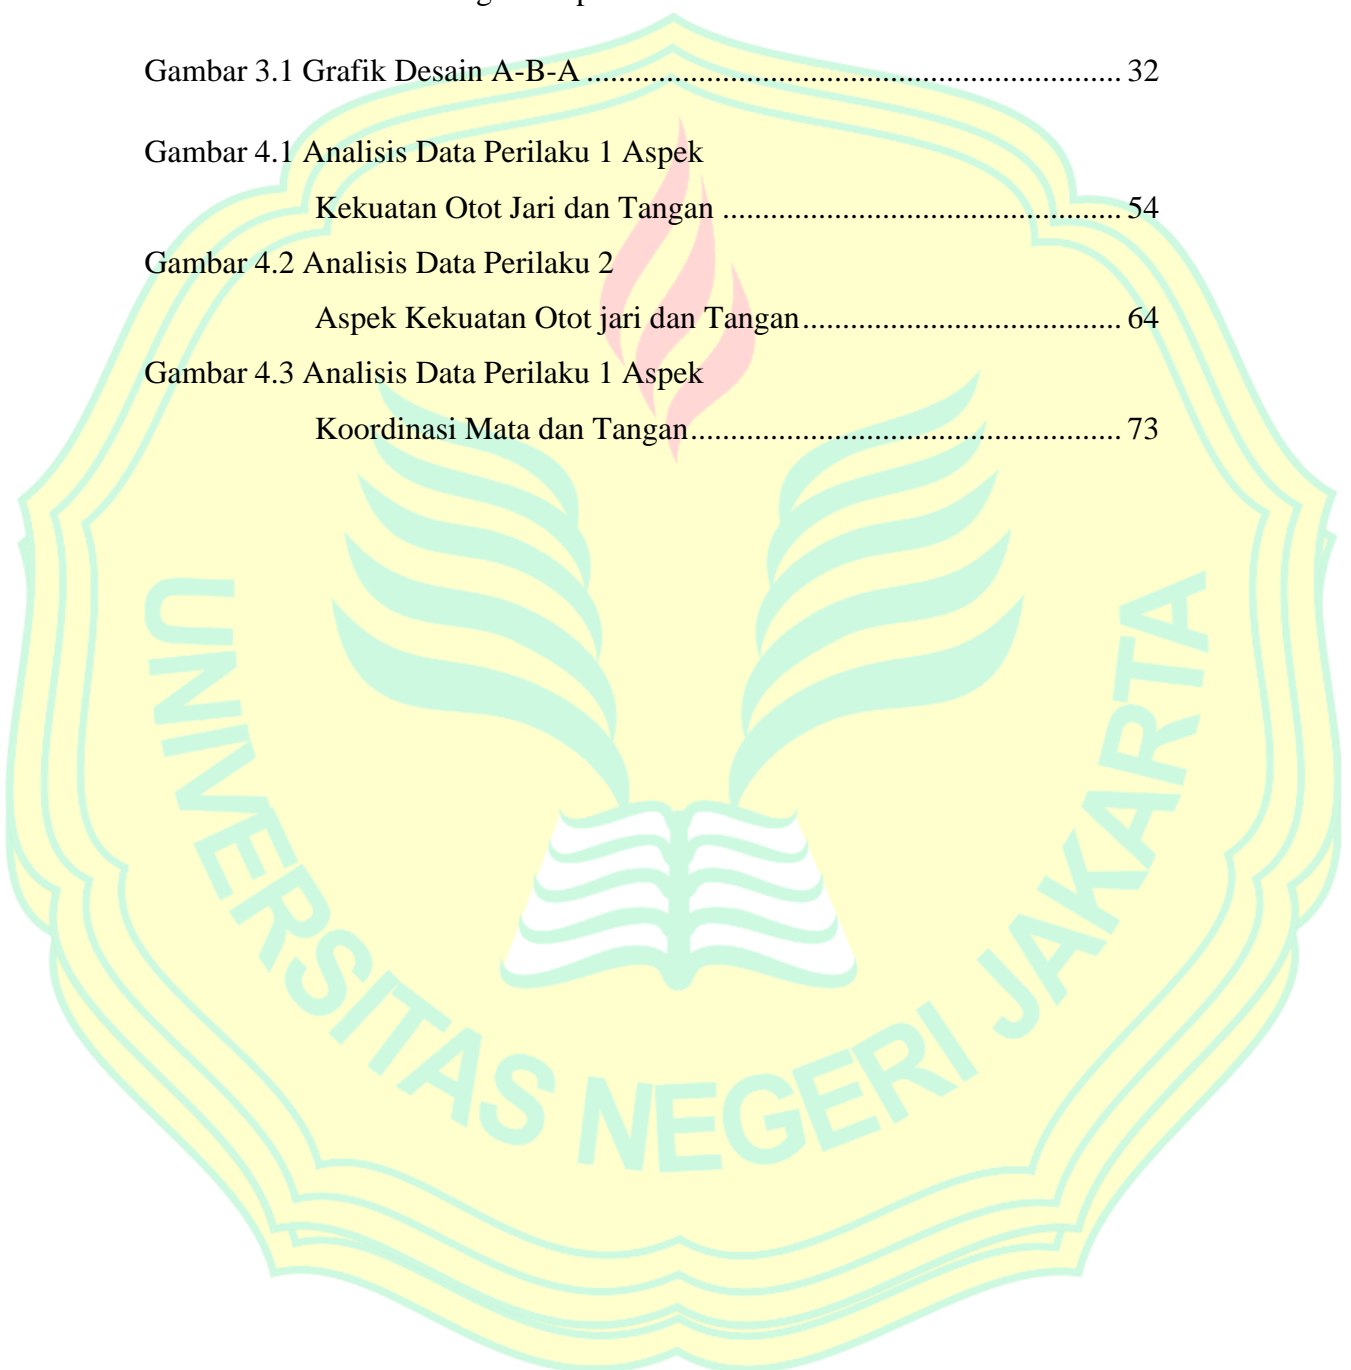 Gambar 3.1 Grafik Desain A-B-A .................................................................. 32
Gambar 4.1 Analisis Data Perilaku 1 Aspek
Kekuatan Otot Jari dan Tangan ................................................. 54
Gambar 4.2 Analisis Data Perilaku 2
Aspek Kekuatan Otot jari dan Tangan....................................... 64
Gambar 4.3 Analisis Data Perilaku 1 Aspek
Koordinasi Mata dan Tangan..................................................... 73
UNIVERSITAS NEGERI JAKARTA